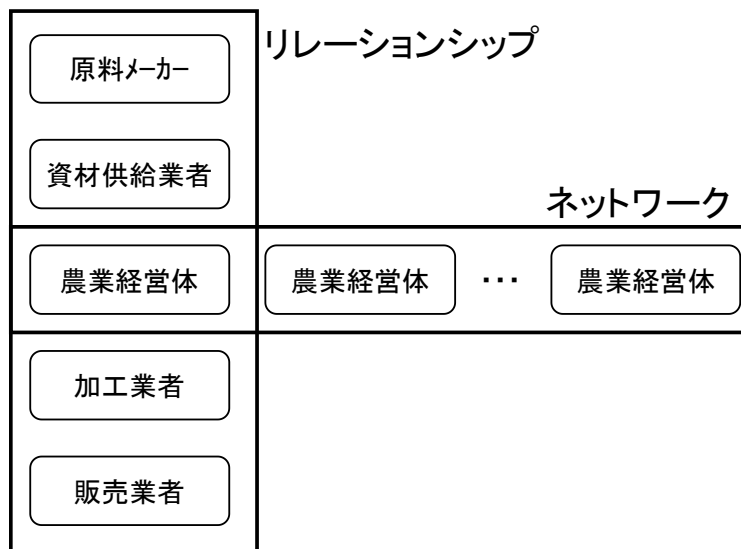 リレーションシップ
原料ﾒｰｶｰ
資材供給業者
ネットワーク
農業経営体 農業経営体 ･･･ 農業経営体
加工業者
販売業者